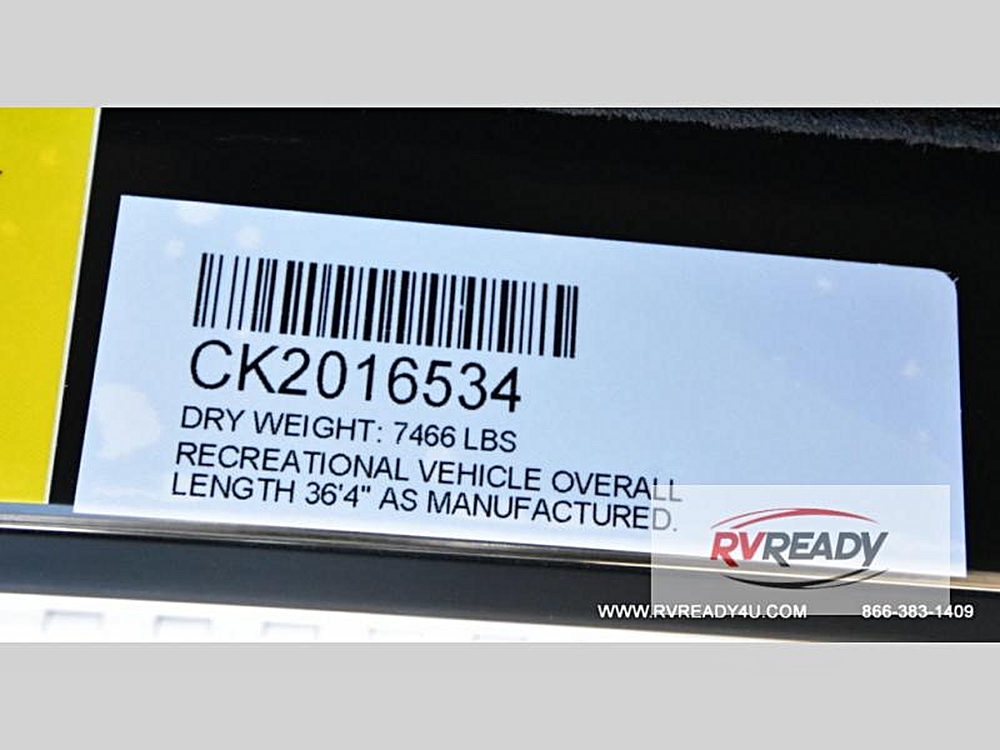 CK2016534
DRY WEIGHT: 7466 LBS
RECREATIONAL VEHICLE OVERALL
LENGTH 36'4" AS MANUFACTURED.
RVREADY
WWW.RVREADY4U.COM 866-383-1409